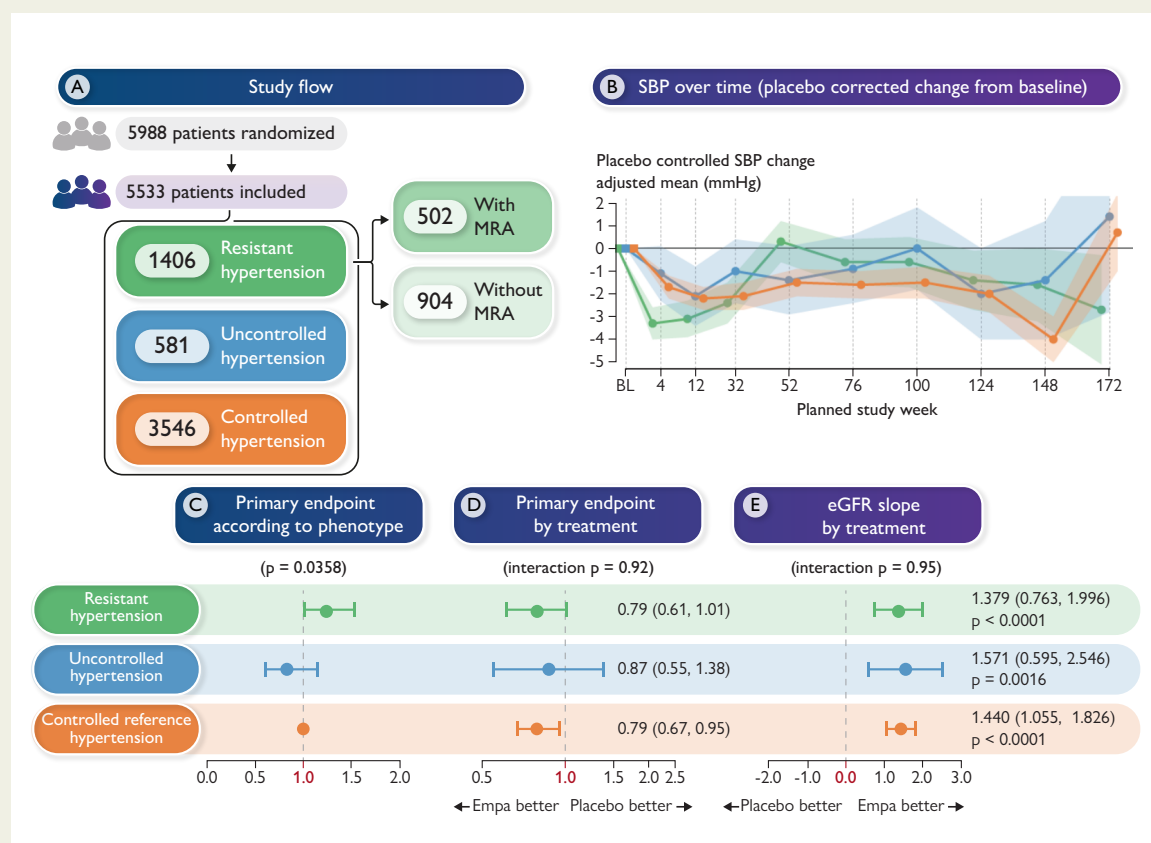 A Study flow
5988 patients randomized
5533 patients included
1406 Resistant
hypertension
581 Uncontrolled
hypertension
3546 Controlled
hypertension
502 With
MRA
904 Without
MRA
B SBP over time (placebo corrected change from baseline)
Placebo controlled SBP change
adjusted mean (mmHg)
2
1
0
-1
-2
-3
-4
-5
BL 4 12 32 52 76 100 124 148 172
Planned study week
C Primary endpoint
according to phenotype
D Primary endpoint
by treatment
E eGFR slope
by treatment
(p = 0.0358) (interaction p = 0.92) (interaction p = 0.95)
Resistant
hypertension
0.79 (0.61, 1.01)
1.379 (0.763, 1.996)
p < 0.0001
Uncontrolled
hypertension
0.87 (0.55, 1.38)
1.571 (0.595, 2.546)
p = 0.0016
Controlled reference
hypertension
0.79 (0.67, 0.95)
1.440 (1.055, 1.826)
p < 0.0001
0.0 0.5 1.0 1.5 2.0
0.5 1.0 1.5 2.0 2.5
-2.0 -1.0 0.0 1.0 2.0 3.0
Empa better Placebo better
Placebo better Empa better